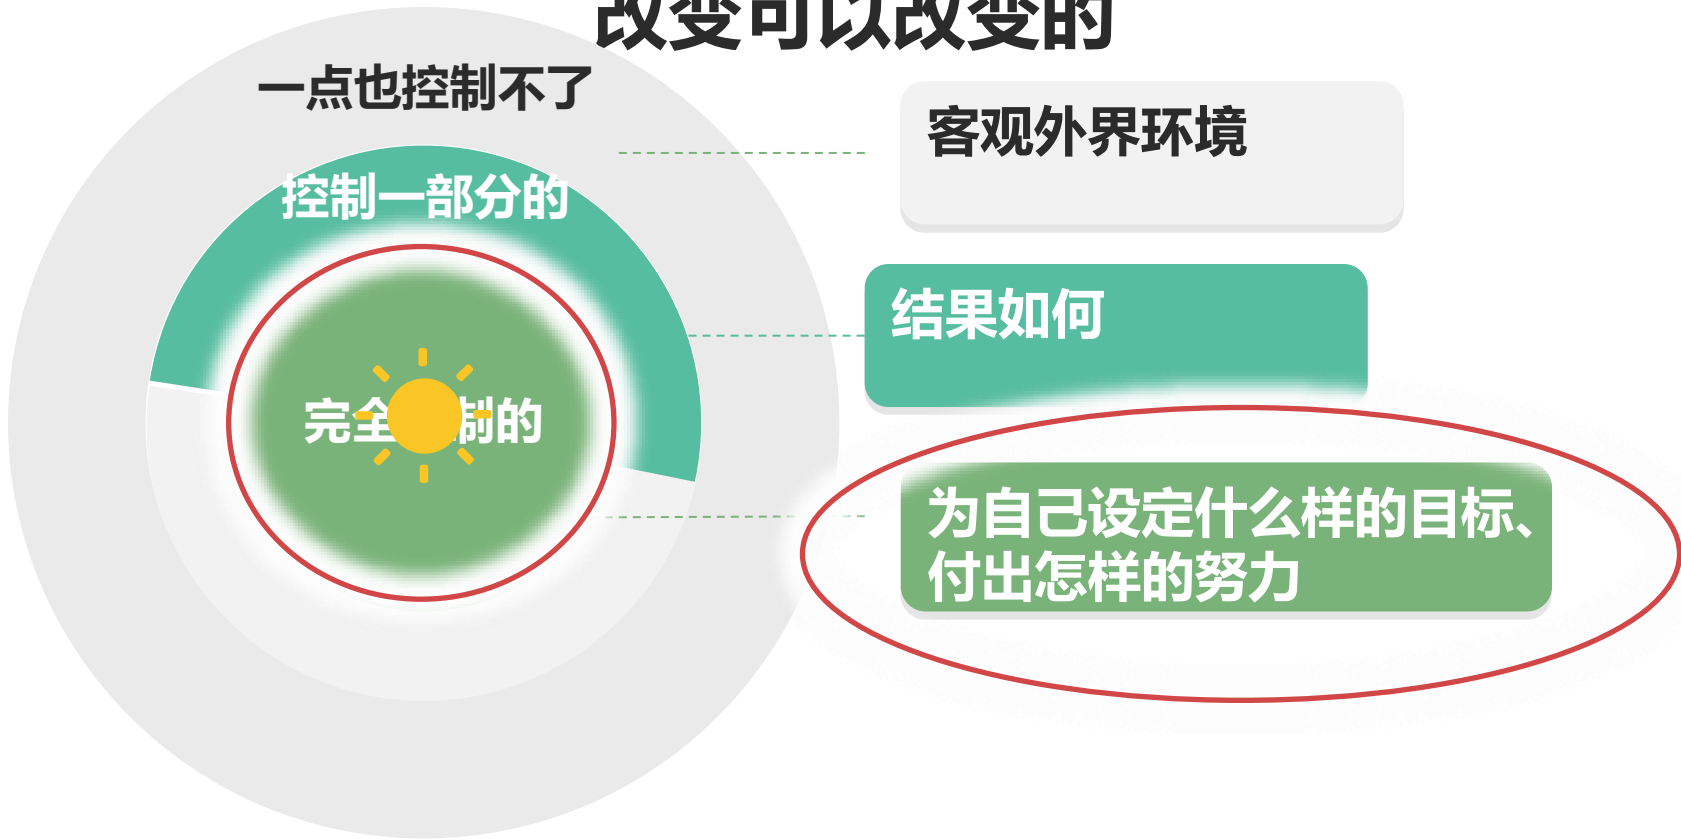 改变可以改变的
一点也控制不了
客观外界环境
控制一部分的
结果如何
完全 制的
为自己设定什么样的目标、
付出怎样的努力